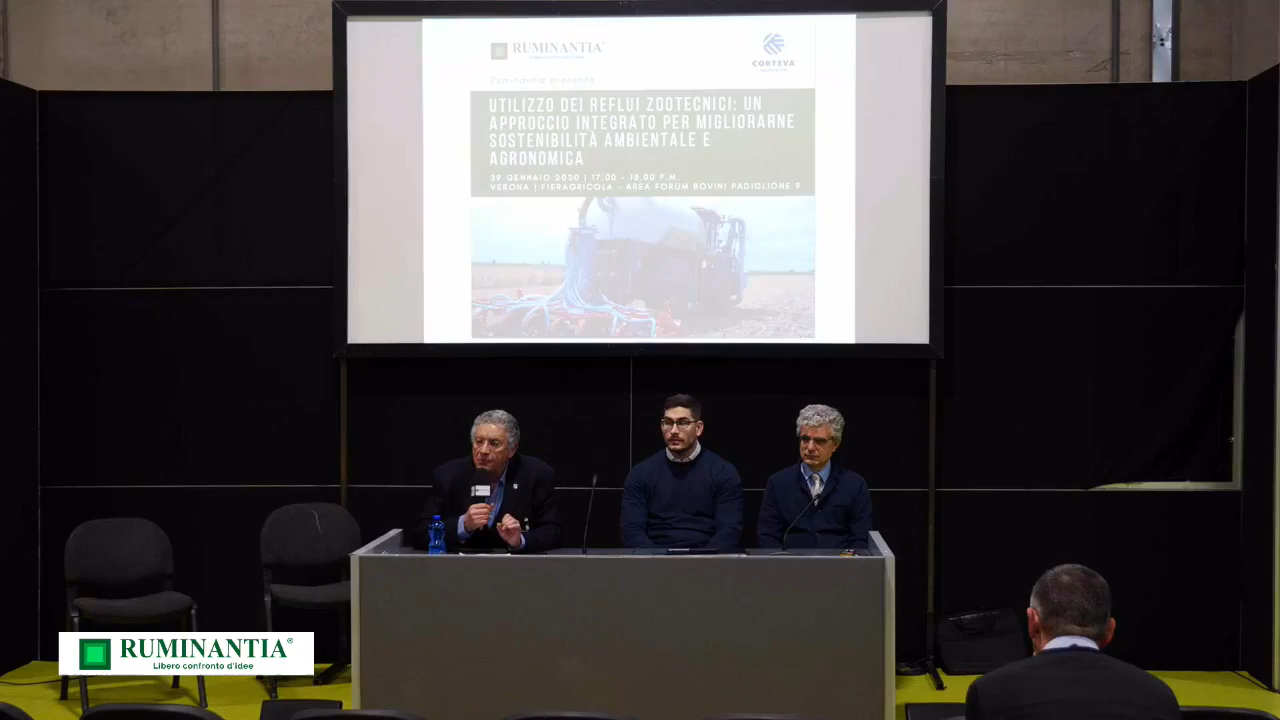 RUMINANTIA
CORTEVA
Ruminantia presenta
UTILIZZO DEI REFLUI ZOOTECNICI: UN
APPROCCIO INTEGRATO PER MIGLIORARNE
SOSTENIBILITÀ AMBIENTALE E
AGRONOMICA
29 GENNAIO 2020 | 17.00 - 18.00 P.M.
VERONA | FIERAGRICOLA - AREA FORUM BOVINI PADIGLIONE 9
RUMINANTIA®
Libero confronto d'idee